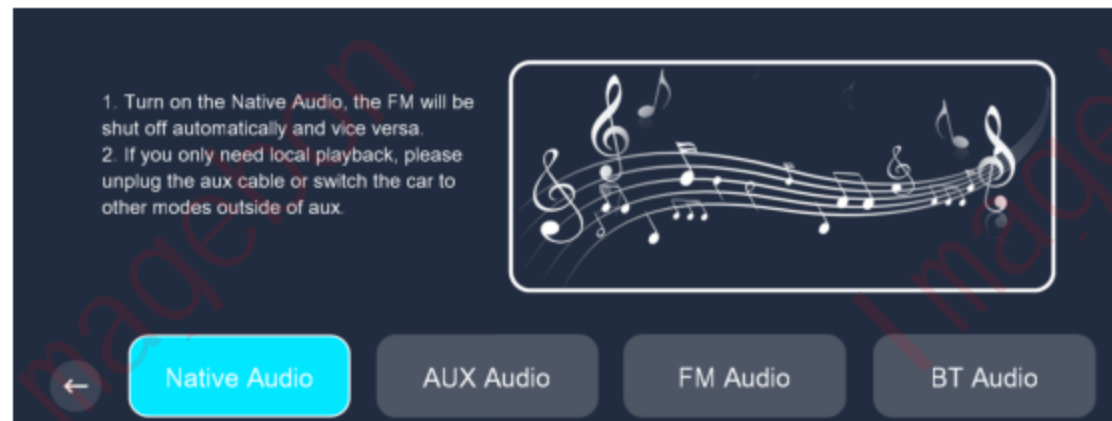 1. Turn on the Native Audio, the FM will be
shut off automatically and vice versa.
2. If you only need local playback, please
unplug the aux cable or switch the car to
other modes outside of aux.
Native Audio
AUX Audio
FM Audio
BT Audio